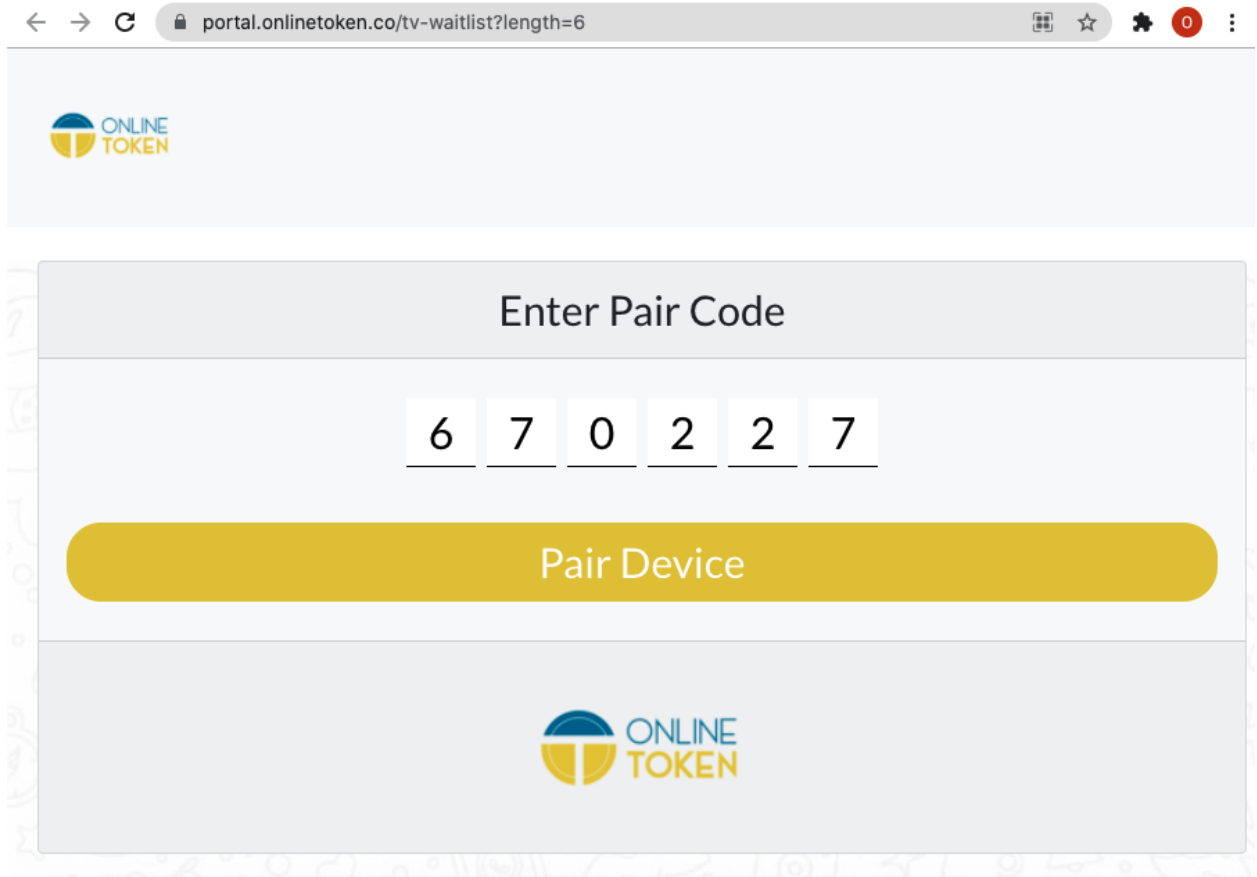 portal.onlinetoken.co/tv-waitlist?length=6
O
ONLINE
TOKEN
Enter Pair Code
6 7 0 2 2 7
Pair Device
ONLINE
TOKEN